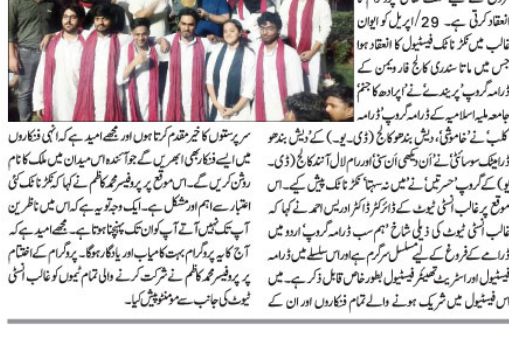 انعقاد کرتی ہے۔ 29/اپریل کو ایوان
غالب میں نکڑ ناٹک فیسٹیول کا انعقاد ہوا
جس میں ماتا سندری کالج فار ویمن کے
ڈرامہ گروپ 'پرندے نے' 'اپرادھ کا جنم'
جامعہ ملیہ اسلامیہ کے ڈرامہ گروپ 'ڈرامہ
کلب' نے 'خاموشی'، دیش بندھو کالج (ڈی۔یو۔) کے 'دیش بندھو
ڈرامیٹک سوسائٹی' نے 'اَن دیکھی اَن سنی' اور رام لال آنند کالج (ڈی۔
یو) کے گروپ 'حسرتیں' نے 'میں نہ سہتا' نکڑ ناٹک پیش کیے۔ اس
موقع پر غالب انسٹی ٹیوٹ کے ڈائرکٹر ڈاکٹر ادریس احمد نے کہا کہ
غالب انسٹی ٹیوٹ کی ذیلی شاخ 'ہم سب ڈرامہ گروپ' اردو میں
ڈرامے کے فروغ کے لیے مسلسل سرگرم ہے اور اس سلسلے میں ڈرامہ
فیسٹیول اور اسٹریٹ تھیٹر فیسٹیول بطور خاص قابل ذکر ہے۔ میں
اس فیسٹیول میں شریک ہونے والے تمام فنکاروں اور ان کے
سرپرستوں کا خیر مقدم کرتا ہوں اور مجھے امید ہے کہ انہی فنکاروں
میں ایسے فنکار بھی ابھریں گے جو آئندہ اس میدان میں ملک کا نام
روشن کریں گے۔ اس موقع پر پروفیسر محمد کاظم نے کہا کہ نکڑ ناٹک کئی
اعتبار سے اہم اور مشکل ہے۔ ایک وجہ تو یہ ہے کہ اس میں ناظرین
آپ تک نہیں آتے آپ کو ان تک پہنچنا ہوتا ہے۔ مجھے امید ہے کہ
آج کا یہ پروگرام بہت کامیاب اور یادگار ہوگا۔ پروگرام کے اختتام
پر پروفیسر محمد کاظم نے شرکت کرنے والی تمام ٹیموں کو غالب انسٹی
ٹیوٹ کی جانب سے مومنٹو پیش کیا۔